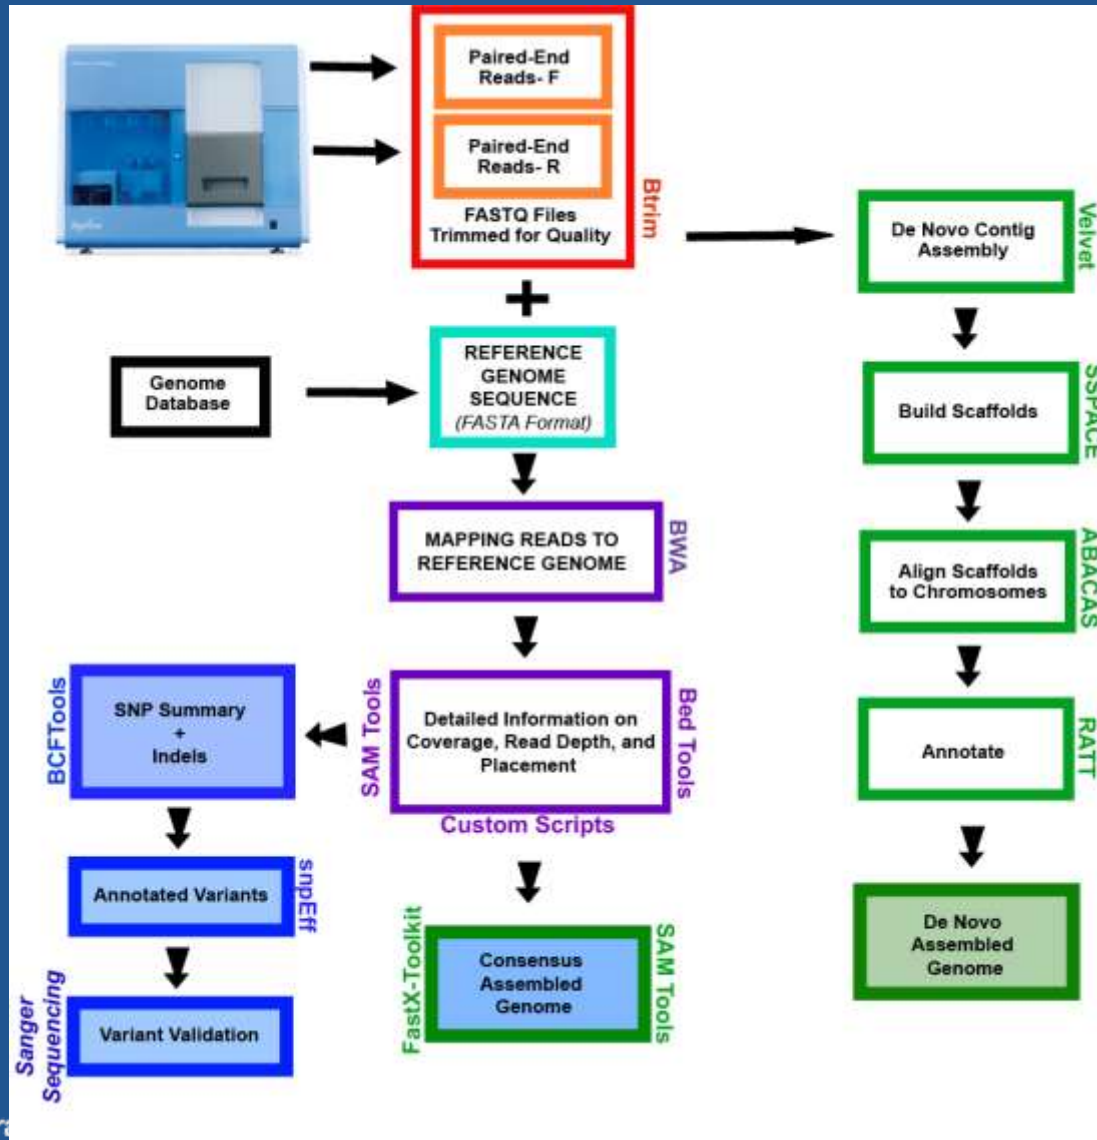 Paired-End
Reads- F
Paired-End
Reads- R
FASTQ Files
Trimmed for Quality
Btrim
De Novo Contig
Assembly
Velvet
Genome
Database
REFERENCE
GENOME
SEQUENCE
(FASTA Format)
Build Scaffolds
SSPACE
MAPPING READS TO
REFERENCE GENOME
BWA
Align Scaffolds
to Chromosomes
ABACAS
BCFTools
SNP Summary
+
Indels
SAM Tools
Detailed Information on
Coverage, Read Depth, and
Placement
Bed Tools
Custom Scripts
Annotate
RATT
Annotated Variants
snpEff
FastX-Toolkit
Consensus
Assembled
Genome
SAM Tools
De Novo
Assembled
Genome
Sanger
Sequencing
Variant Validation